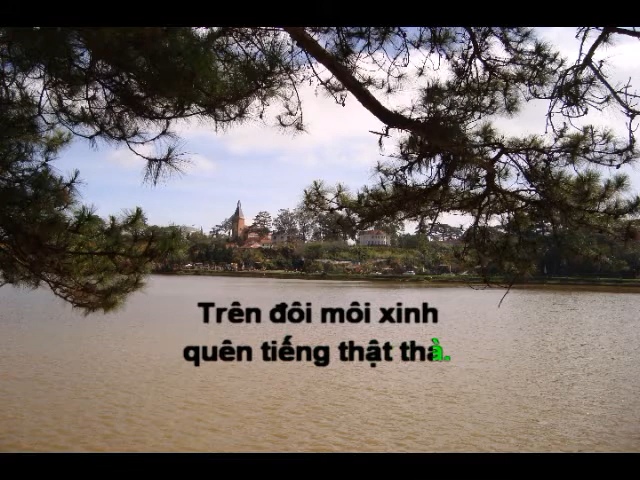 Trên đôi môi xinh
quên tiếng thật thà.